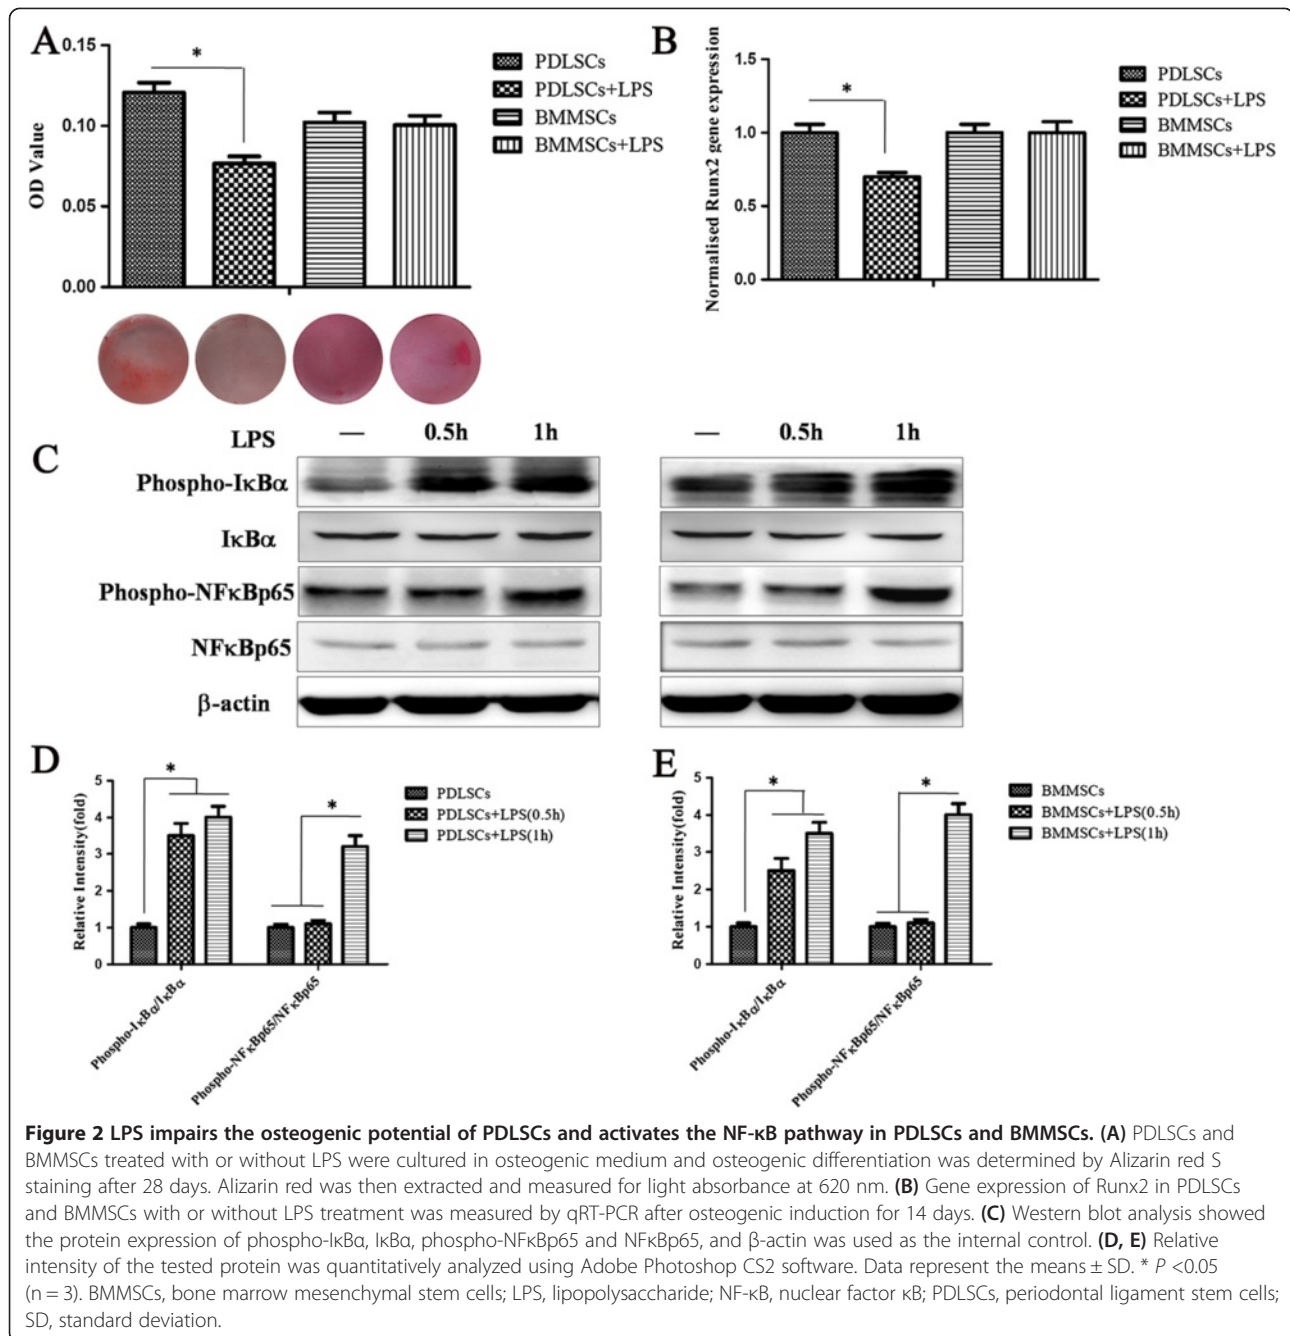 A
0.15
0.10
0.05
0.00
OD Value
*
PDLSCs
PDLSCs+LPS
BMMSCs
BMMSCs+LPS
B
1.5
1.0
0.5
0.0
Normalised Runx2 gene expression
*
PDLSCs
PDLSCs+LPS
BMMSCs
BMMSCs+LPS
C
LPS — 0.5h 1h — 0.5h 1h
Phospho-IκBα
IκBα
Phospho-NFκBp65
NFκBp65
β-actin
D
5
4
3
2
1
0
Relative Intensity(fold)
*
*
PDLSCs
PDLSCs+LPS(0.5h)
PDLSCs+LPS(1h)
Phospho-IκBα/IκBα
Phospho-NFκBp65/NFκBp65
E
5
4
3
2
1
0
Relative Intensity(fold)
*
*
BMMSCs
BMMSCs+LPS(0.5h)
BMMSCs+LPS(1h)
Phospho-IκBα/IκBα
Phospho-NFκBp65/NFκBp65
Figure 2 LPS impairs the osteogenic potential of PDLSCs and activates the NF-κB pathway in PDLSCs and BMMSCs. (A) PDLSCs and
BMMSCs treated with or without LPS were cultured in osteogenic medium and osteogenic differentiation was determined by Alizarin red S
staining after 28 days. Alizarin red was then extracted and measured for light absorbance at 620 nm. (B) Gene expression of Runx2 in PDLSCs
and BMMSCs with or without LPS treatment was measured by qRT-PCR after osteogenic induction for 14 days. (C) Western blot analysis showed
the protein expression of phospho-IκBα, IκBα, phospho-NFκBp65 and NFκBp65, and β-actin was used as the internal control. (D, E) Relative
intensity of the tested protein was quantitatively analyzed using Adobe Photoshop CS2 software. Data represent the means ± SD. * P <0.05
(n = 3). BMMSCs, bone marrow mesenchymal stem cells; LPS, lipopolysaccharide; NF-κB, nuclear factor κB; PDLSCs, periodontal ligament stem cells;
SD, standard deviation.